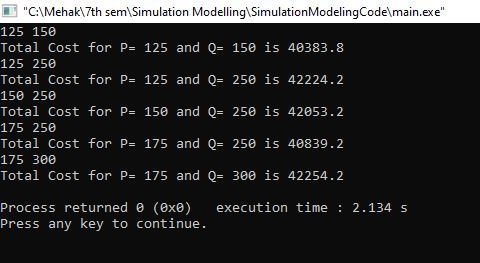 "C:\Mehak\7th sem\Simulation Modelling\SimulationModelingCode\main.exe"
125 150
Total Cost for P= 125 and Q= 150 is 40383.8
125 250
Total Cost for P= 125 and Q= 250 is 42224.2
150 250
Total Cost for P= 150 and Q= 250 is 42053.2
175 250
Total Cost for P= 175 and Q= 250 is 40839.2
175 300
Total Cost for P= 175 and Q= 300 is 42254.2
Process returned 0 (0x0)   execution time : 2.134 s
Press any key to continue.